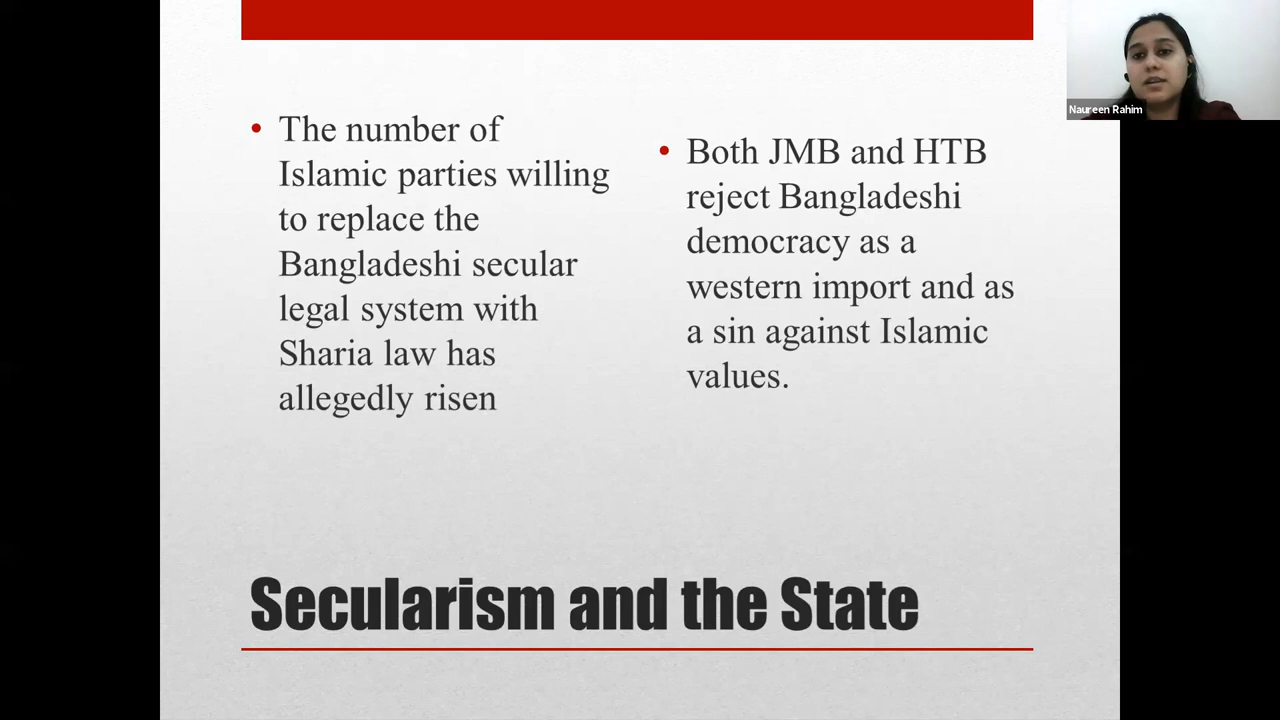 • The number of
Islamic parties willing
to replace the
Bangladeshi secular
legal system with
Sharia law has
allegedly risen
• Both JMB and HTB
reject Bangladeshi
democracy as a
western import and as
a sin against Islamic
values.
Secularism and the State
Naureen Rahim